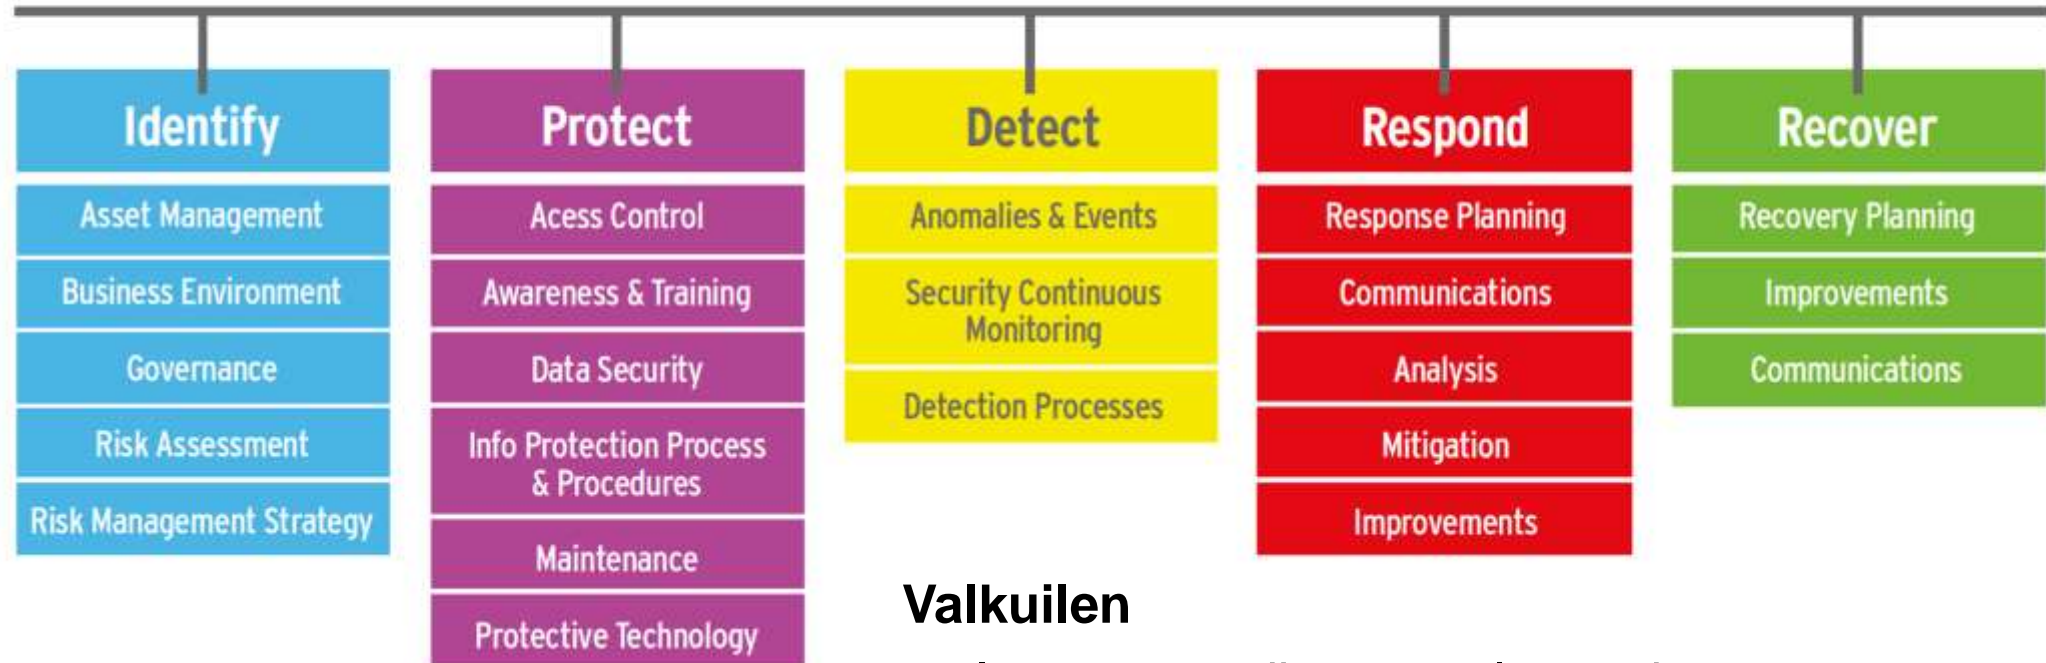 Identify
Asset Management
Business Environment
Governance
Risk Assessment
Risk Management Strategy
Protect
Acess Control
Awareness & Training
Data Security
Info Protection Process
& Procedures
Maintenance
Protective Technology
Detect
Anomalies & Events
Security Continuous
Monitoring
Detection Processes
Respond
Response Planning
Communications
Analysis
Mitigation
Improvements
Recover
Recovery Planning
Improvements
Communications
Valkuilen